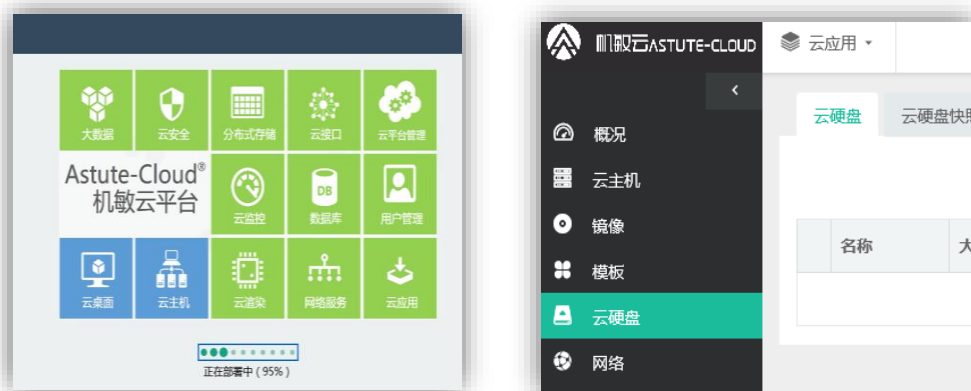 大数据
云安全
分布式存储
云接口
云平台管理
Astute-Cloud®
机敏云平台
云监控
DB
数据库
用户管理
云桌面
云主机
云渲染
网络服务
云应用
正在部署中（95%）
机敏云ASTUTE-CLOUD
云应用
云硬盘
云硬盘快照
概况
云主机
镜像
模板
云硬盘
网络
名称
大